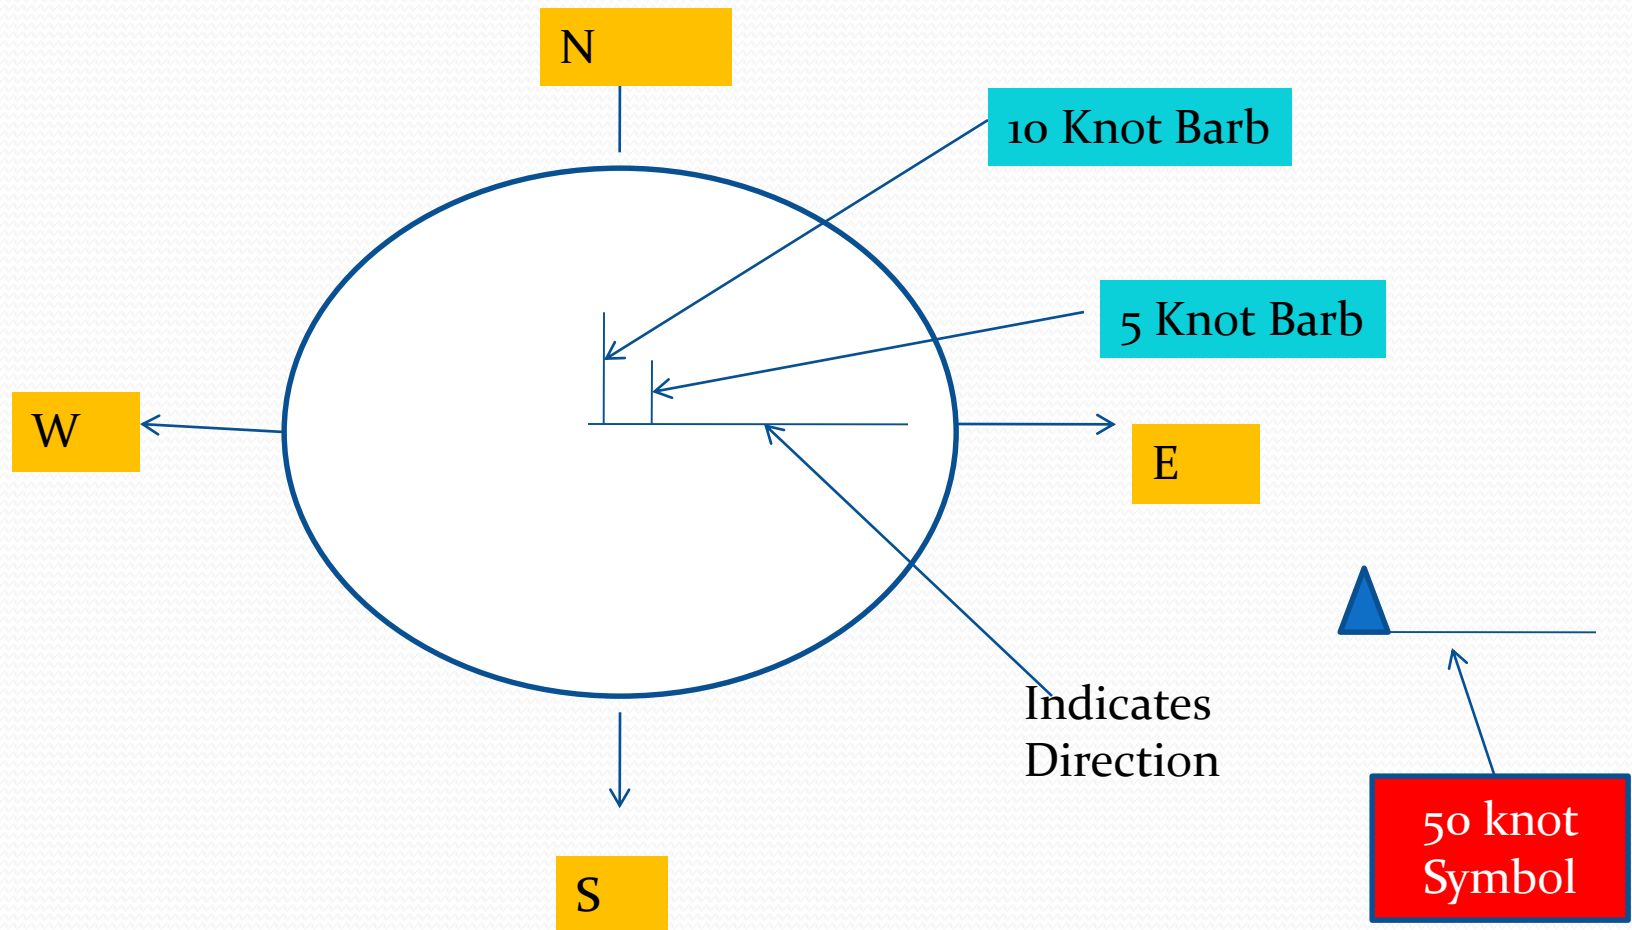 N
10 Knot Barb
5 Knot Barb
W
E
Indicates
Direction
50 knot
Symbol
S